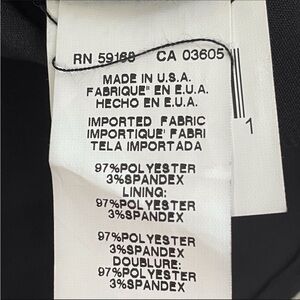 RN 59168 CA 03605
MADE IN U.S.A.
FABRIQUE" EN E.U.A.
HECHO EN E.U.A.
IMPORTED FABRIC
IMPORTIQUE' FABRI
TELA IMPORTADA
97%POLYESTER
3%SPANDEX
LINING:
97%POLYESTER
3%SPANDEX
97%POLYESTER
3%SPANDEX
DOUBLURE:
97%POLYESTER
3%SPANDEX
1